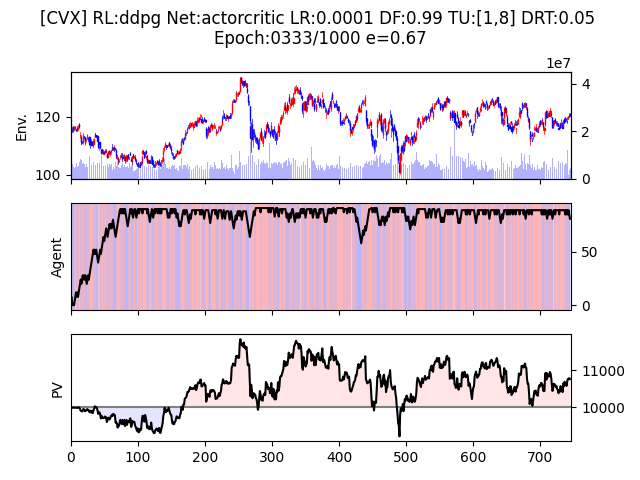 [CVX] RL:ddpg Net:actorcritic LR:0.0001 DF:0.99 TU:[1,8] DRT:0.05
Epoch:0333/1000 e=0.67
1e7
Env.
120
100
4
2
0
Agent
50
0
PV
11000
10000
0 100 200 300 400 500 600 700